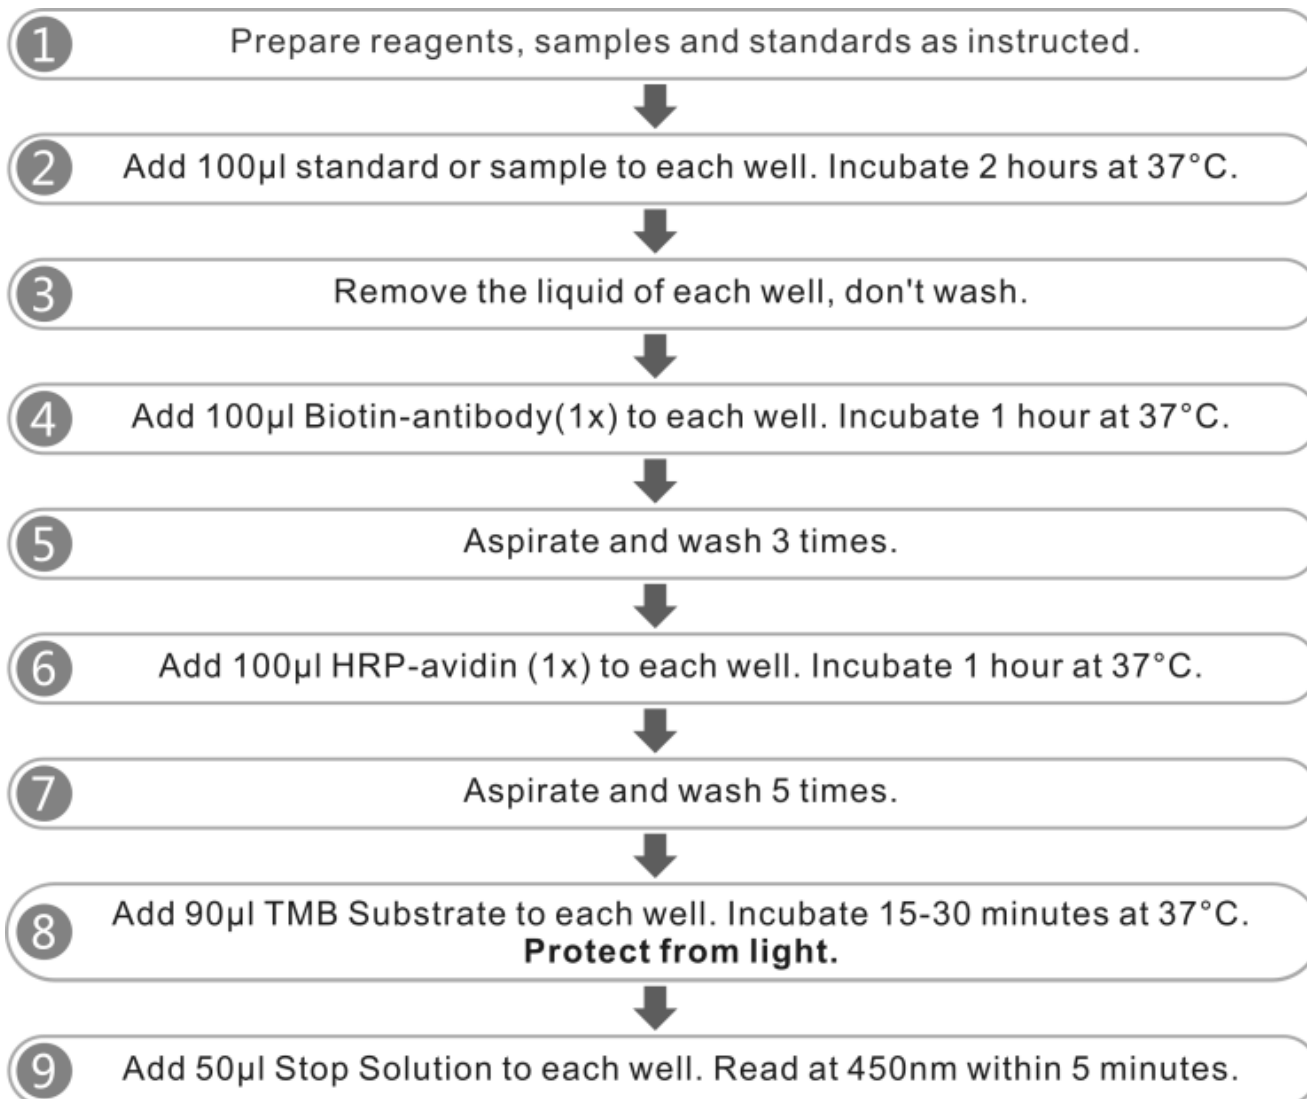 1 Prepare reagents, samples and standards as instructed.
2 Add 100μl standard or sample to each well. Incubate 2 hours at 37°C.
3 Remove the liquid of each well, don't wash.
4 Add 100μl Biotin-antibody(1x) to each well. Incubate 1 hour at 37°C.
5 Aspirate and wash 3 times.
6 Add 100μl HRP-avidin (1x) to each well. Incubate 1 hour at 37°C.
7 Aspirate and wash 5 times.
8 Add 90μl TMB Substrate to each well. Incubate 15-30 minutes at 37°C.
Protect from light.
9 Add 50μl Stop Solution to each well. Read at 450nm within 5 minutes.